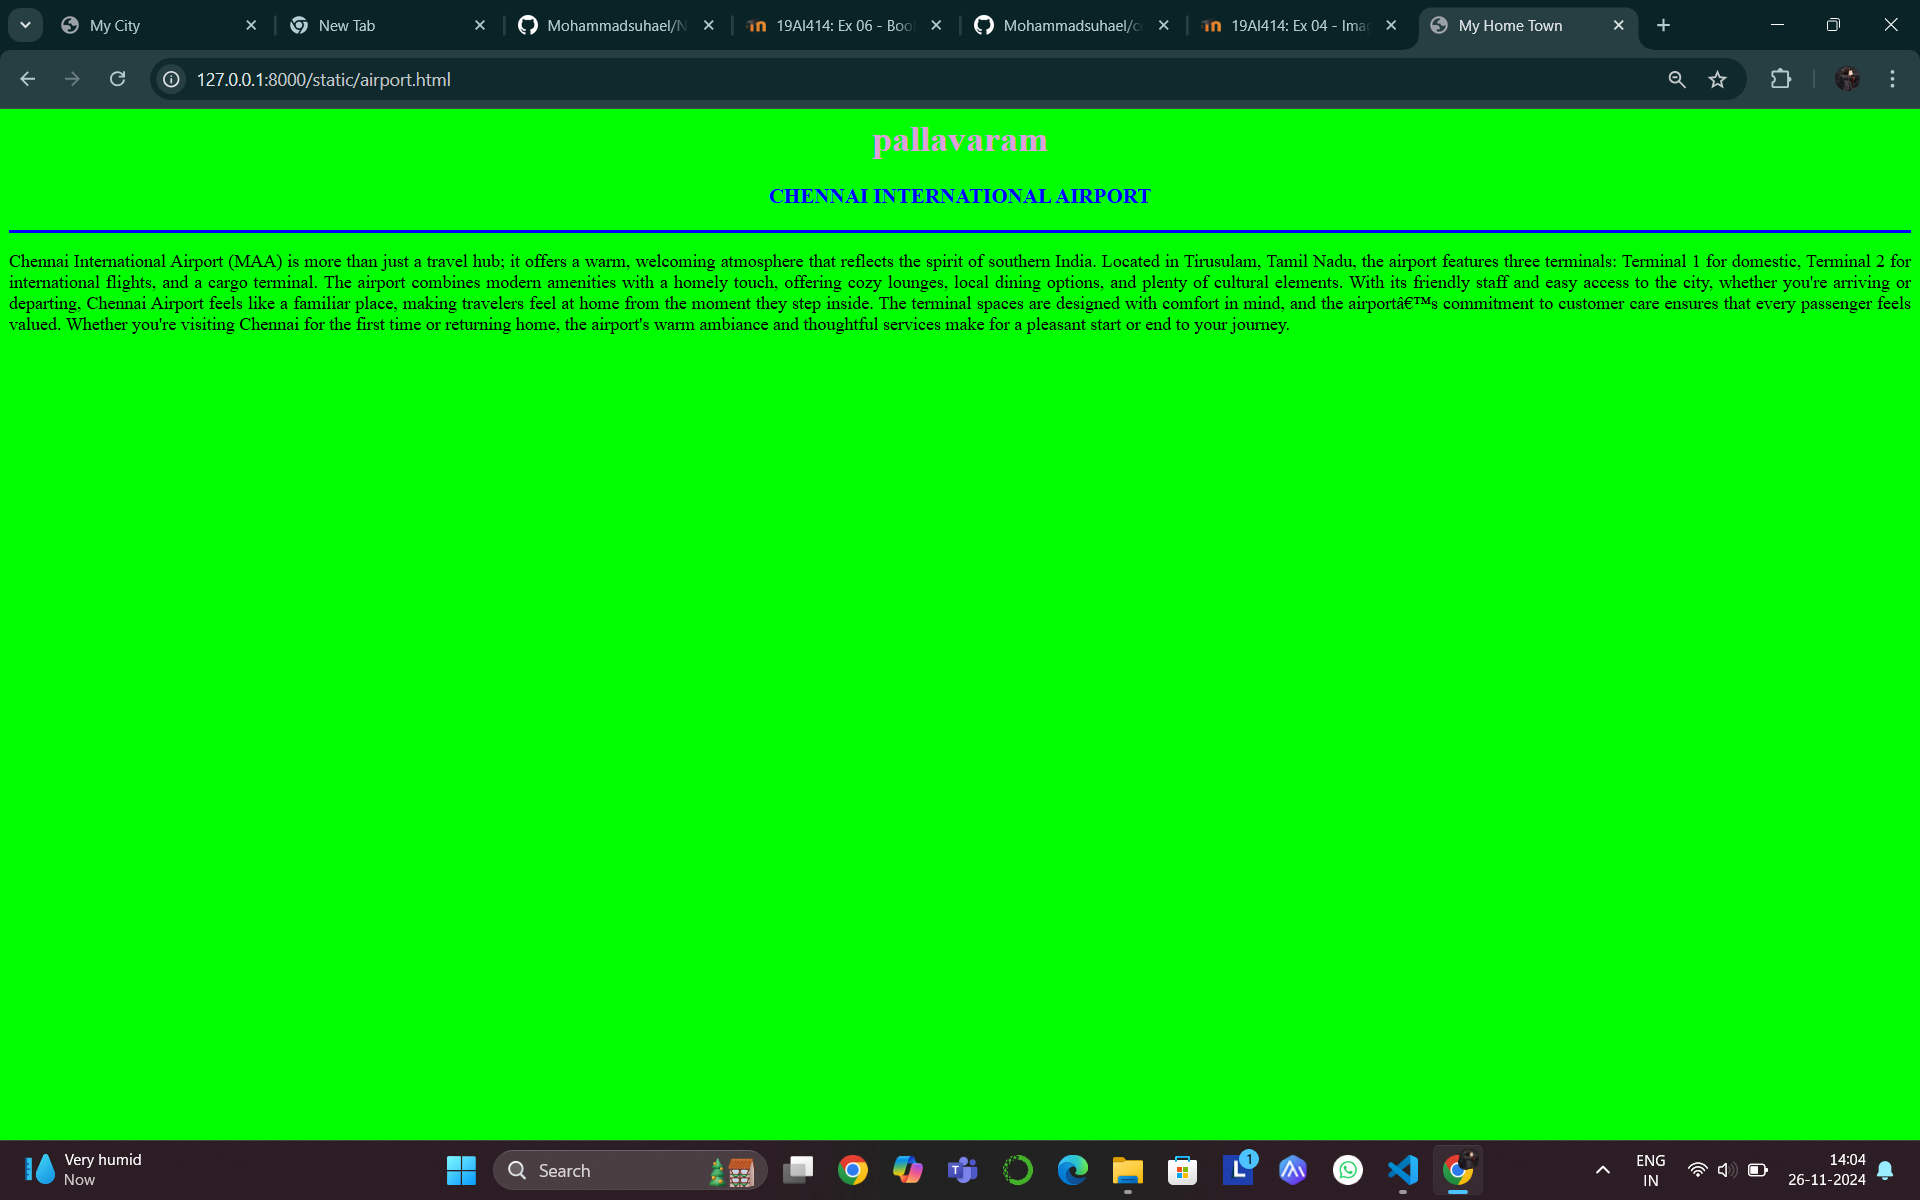 My City
New Tab
Mohammadsuhael/N
19AI414: Ex 06 - Boo
Mohammadsuhael/c
19AI414: Ex 04 - Ima
My Home Town
127.0.0.1:8000/static/airport.html
pallavaram
CHENNAI INTERNATIONAL AIRPORT
Chennai International Airport (MAA) is more than just a travel hub; it offers a warm, welcoming atmosphere that reflects the spirit of southern India. Located in Tirusulam, Tamil Nadu, the airport features three terminals: Terminal 1 for domestic, Terminal 2 for
international flights, and a cargo terminal. The airport combines modern amenities with a homely touch, offering cozy lounges, local dining options, and plenty of cultural elements. With its friendly staff and easy access to the city, whether you're arriving or
departing, Chennai Airport feels like a familiar place, making travelers feel at home from the moment they step inside. The terminal spaces are designed with comfort in mind, and the airportâ€™s commitment to customer care ensures that every passenger feels
valued. Whether you're visiting Chennai for the first time or returning home, the airport's warm ambiance and thoughtful services make for a pleasant start or end to your journey.
Very humid
Now
Search
L
1
ENG
IN
14:04
26-11-2024